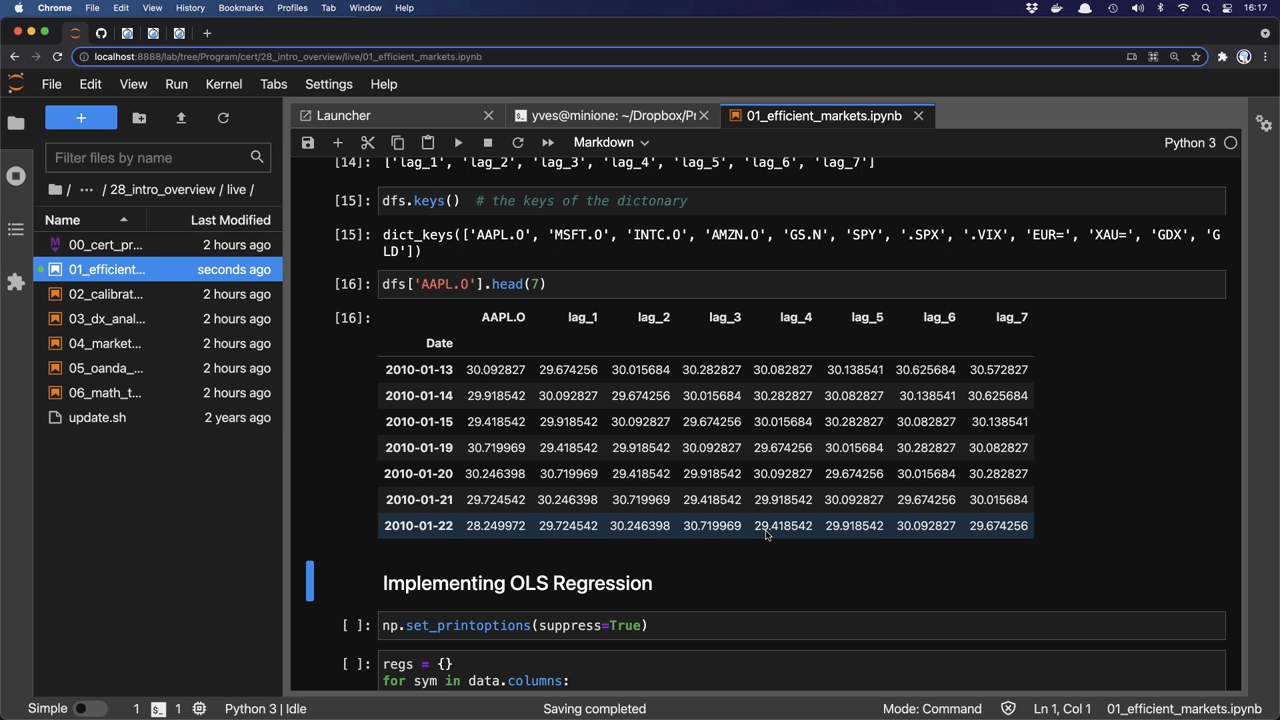 Chrome File Edit View History Bookmarks Profiles Tab Window Help 16:17
localhost:8888/lab/tree/Program/cert/28_intro_overview/live/01_efficient_markets.ipynb
File Edit View Run Kernel Tabs Settings Help
+
Filter files by name
/ ··· / 28_intro_overview / live /
Name Last Modified
00_cert_pr... 2 hours ago
01_efficient... seconds ago
02_calibrat... 2 hours ago
03_dx_anal... 2 hours ago
04_market... 2 hours ago
05_oanda_... 2 hours ago
06_math_t... 2 hours ago
update.sh 2 years ago
Launcher
yves@minione: ~/Dropbox/Pr
01_efficient_markets.ipynb
Markdown Python 3
[14]: ['lag_1', 'lag_2', 'lag_3', 'lag_4', 'lag_5', 'lag_6', 'lag_7']
[15]: dfs.keys() # the keys of the dictonary
[15]: dict_keys(['AAPL.O', 'MSFT.O', 'INTC.O', 'AMZN.O', 'GS.N', 'SPY', '.SPX', '.VIX', 'EUR=', 'XAU=', 'GDX', 'G
LD'])
[16]: dfs['AAPL.O'].head(7)
[16]: AAPL.O lag_1 lag_2 lag_3 lag_4 lag_5 lag_6 lag_7
Date
2010-01-13 30.092827 29.674256 30.015684 30.282827 30.082827 30.138541 30.625684 30.572827
2010-01-14 29.918542 30.092827 29.674256 30.015684 30.282827 30.082827 30.138541 30.625684
2010-01-15 29.418542 29.918542 30.092827 29.674256 30.015684 30.282827 30.082827 30.138541
2010-01-19 30.719969 29.418542 29.918542 30.092827 29.674256 30.015684 30.282827 30.082827
2010-01-20 30.246398 30.719969 29.418542 29.918542 30.092827 29.674256 30.015684 30.282827
2010-01-21 29.724542 30.246398 30.719969 29.418542 29.918542 30.092827 29.674256 30.015684
2010-01-22 28.249972 29.724542 30.246398 30.719969 29.418542 29.918542 30.092827 29.674256
Implementing OLS Regression
[ ]: np.set_printoptions(suppress=True)
[ ]: regs = {}
for sym in data.columns:
Simple 1 1 Python 3 | Idle Saving completed Mode: Command Ln 1, Col 1 01_efficient_markets.ipynb